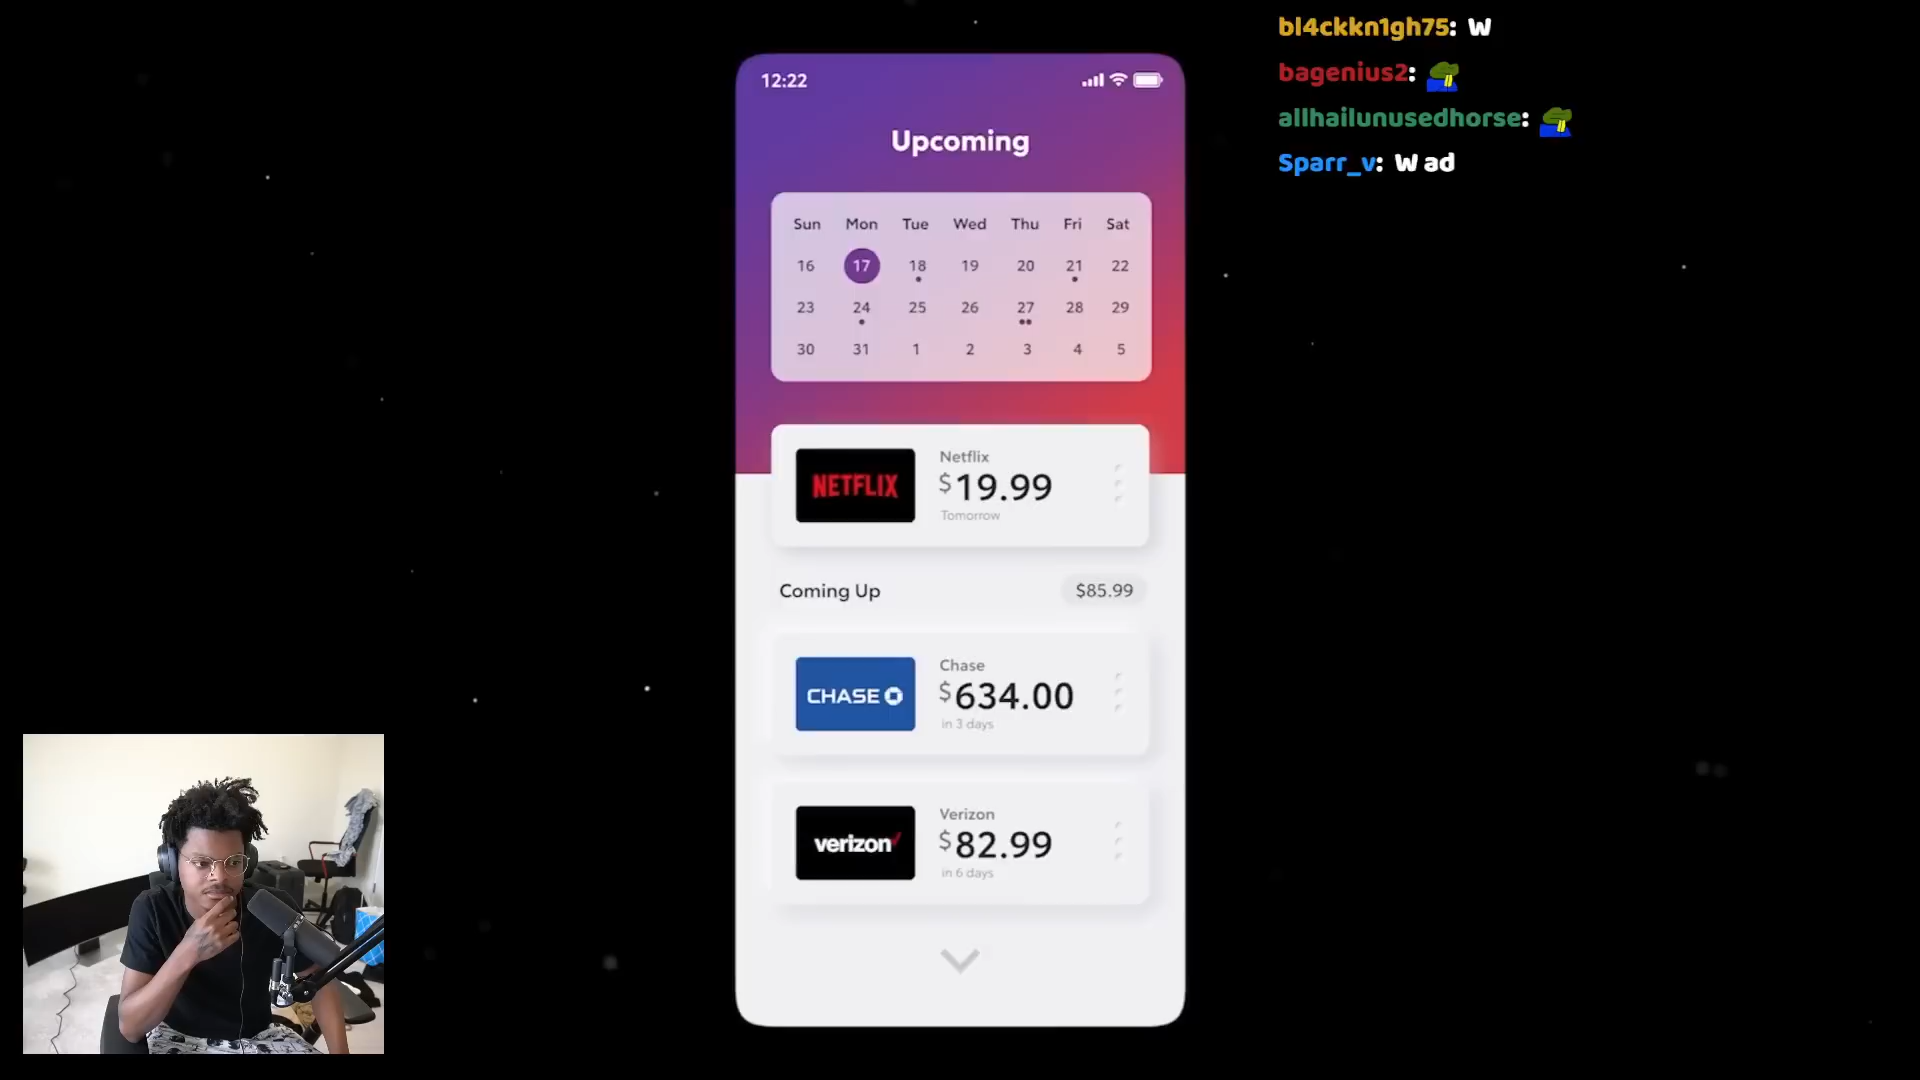 12:22
Upcoming
Sun Mon Tue Wed Thu Fri Sat
16 17 18 19 20 21 22
23 24 25 26 27 28 29
30 31 1 2 3 4 5
NETFLIX
Netflix
$19.99
Tomorrow
Coming Up $85.99
CHASE
Chase
$634.00
in 3 days
verizon
Verizon
$82.99
in 6 days
bl4ckkn1gh75: W
bagenius2:
allhailunusedhorse:
Sparr_v: W ad